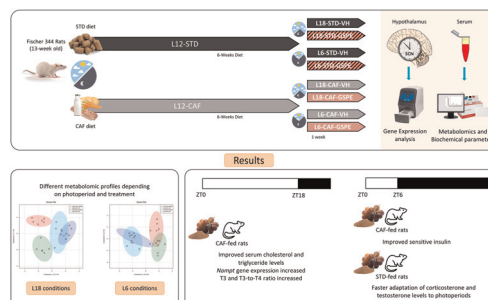 Fischer 344 Rats
(13-week old)
STD diet
CAF diet
L12-STD
6-Weeks Diet
L12-CAF
6-Weeks Diet
L18-STD-VH
L18-STD-GSPE
L6-STD-VH
L6-STD-GSPE
L18-CAF-VH
L18-CAF-GSPE
L6-CAF-VH
L6-CAF-GSPE
1 week
Hypothalamus
Serum
Gene Expression
analysis
Metabolomics and
Biochemical parameters
Results
Different metabolomic profiles depending
on photoperiod and treatment
L18 conditions
L6 conditions
ZT0
ZT18
CAF-fed rats
Improved serum cholesterol and
triglyceride levels
Nampt gene expression increased
T3 and T3-to-T4 ratio increased
ZT0
ZT6
CAF-fed rats
Improved sensitive insulin
STD-fed rats
Faster adaptation of corticosterone and
testosterone levels to photoperiods